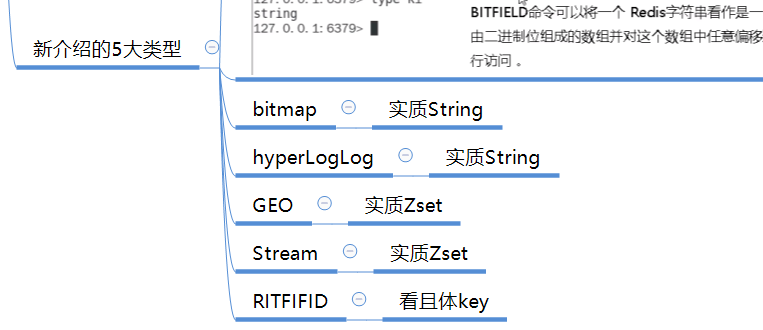 127.0.0.1:6379> type k1
string
127.0.0.1:6379>
BITFIELD命令可以将一个 Redis字符串看作是一
由二进制位组成的数组并对这个数组中任意偏移
行访问 。
新介绍的5大类型
bitmap 实质String
hyperLogLog 实质String
GEO 实质Zset
Stream 实质Zset
RITFIFID 看且体key